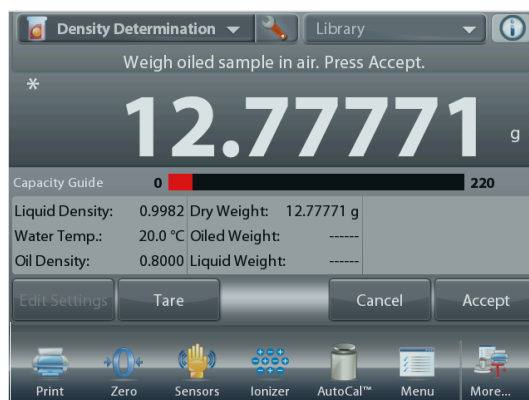 Density Determination Library
Weigh oiled sample in air. Press Accept.
*
12.77771 g
Capacity Guide 0 220
Liquid Density: 0.9982 Dry Weight: 12.77771 g
Water Temp.: 20.0 °C Oiled Weight: ------
Oil Density: 0.8000 Liquid Weight: ------
Edit Settings Tare Cancel Accept
Print Zero Sensors Ionizer AutoCal™ Menu More...